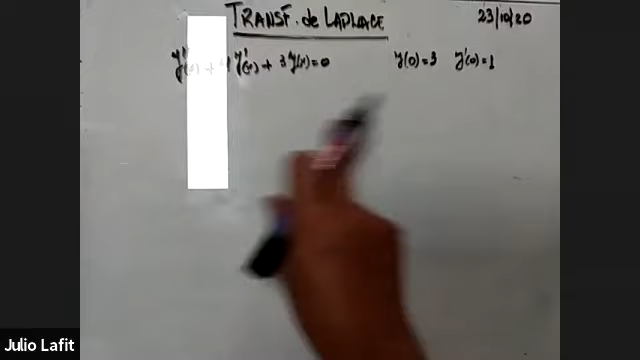 TRANSF. de LAPLACE
23/10/20
y''(x) + 4 y'(x) + 3 y(x) = 0
y(0) = 3 y'(0) = 1
Julio Lafit